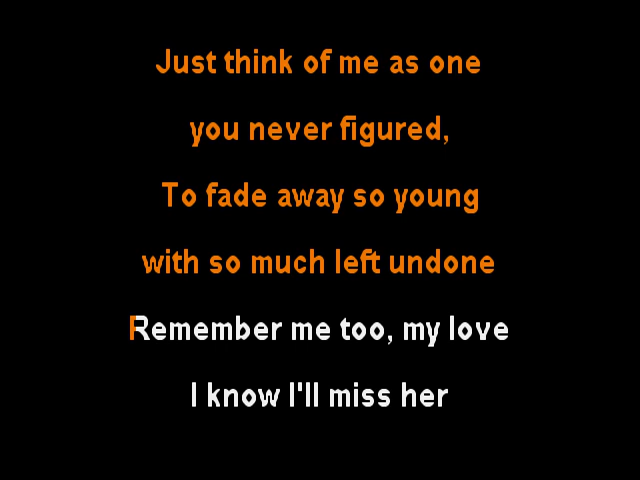 Just think of me as one
you never figured,
To fade away so young
with so much left undone
Remember me too, my love
I know I'll miss her